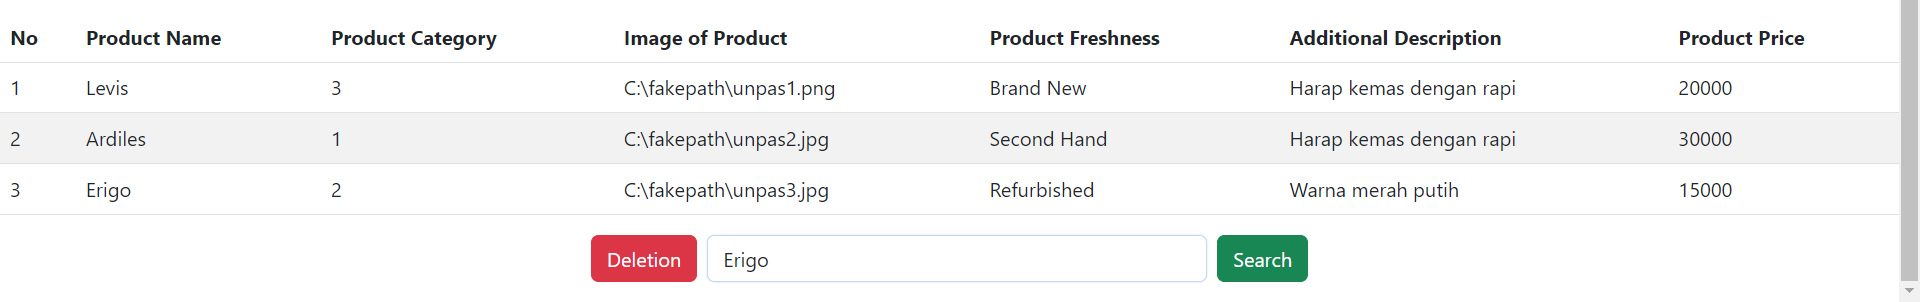 No Product Name Product Category Image of Product Product Freshness Additional Description Product Price
1 Levis 3 C:\fakepath\unpas1.png Brand New Harap kemas dengan rapi 20000
2 Ardiles 1 C:\fakepath\unpas2.jpg Second Hand Harap kemas dengan rapi 30000
3 Erigo 2 C:\fakepath\unpas3.jpg Refurbished Warna merah putih 15000
Deletion Erigo Search